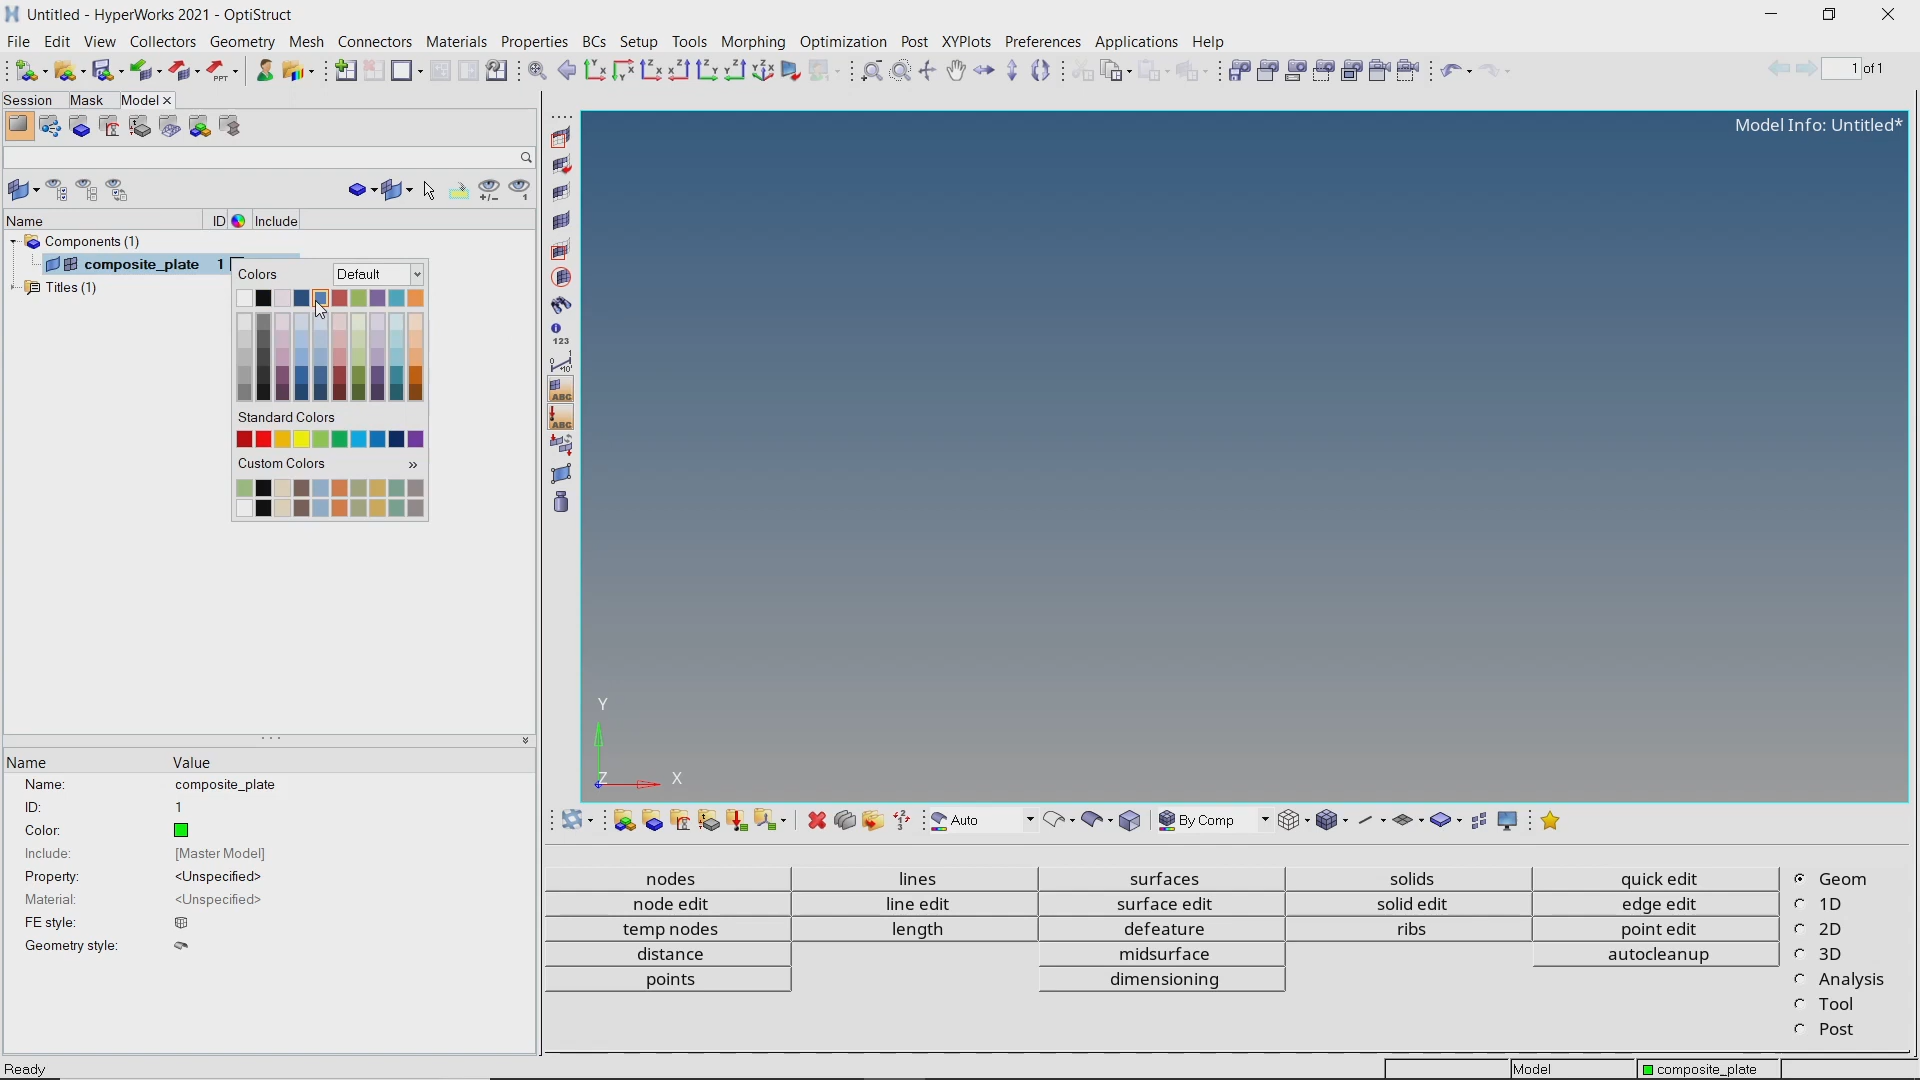 Untitled - HyperWorks 2021 - OptiStruct
File Edit View Collectors Geometry Mesh Connectors Materials Properties BCs Setup Tools Morphing Optimization Post XYPlots Preferences Applications Help
1 of 1
Session Mask Model
Model Info: Untitled*
Name ID Include
Components (1)
composite_plate 1
Titles (1)
Colors Default
Standard Colors
Custom Colors »
Y
Z X
Name Value
Name: composite_plate
ID: 1
Color:
Include: [Master Model]
Property: <Unspecified>
Material: <Unspecified>
FE style:
Geometry style:
Auto By Comp
nodes lines surfaces solids quick edit Geom
node edit line edit surface edit solid edit edge edit 1D
temp nodes length defeature ribs point edit 2D
distance midsurface autocleanup 3D
points dimensioning Analysis
Tool
Post
Ready Model composite_plate